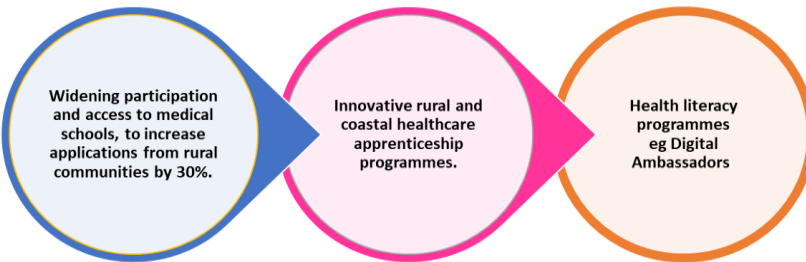 Widening participation
and access to medical
schools, to increase
applications from rural
communities by 30%.
Innovative rural and
coastal healthcare
apprenticeship
programmes.
Health literacy
programmes
eg Digital
Ambassadors